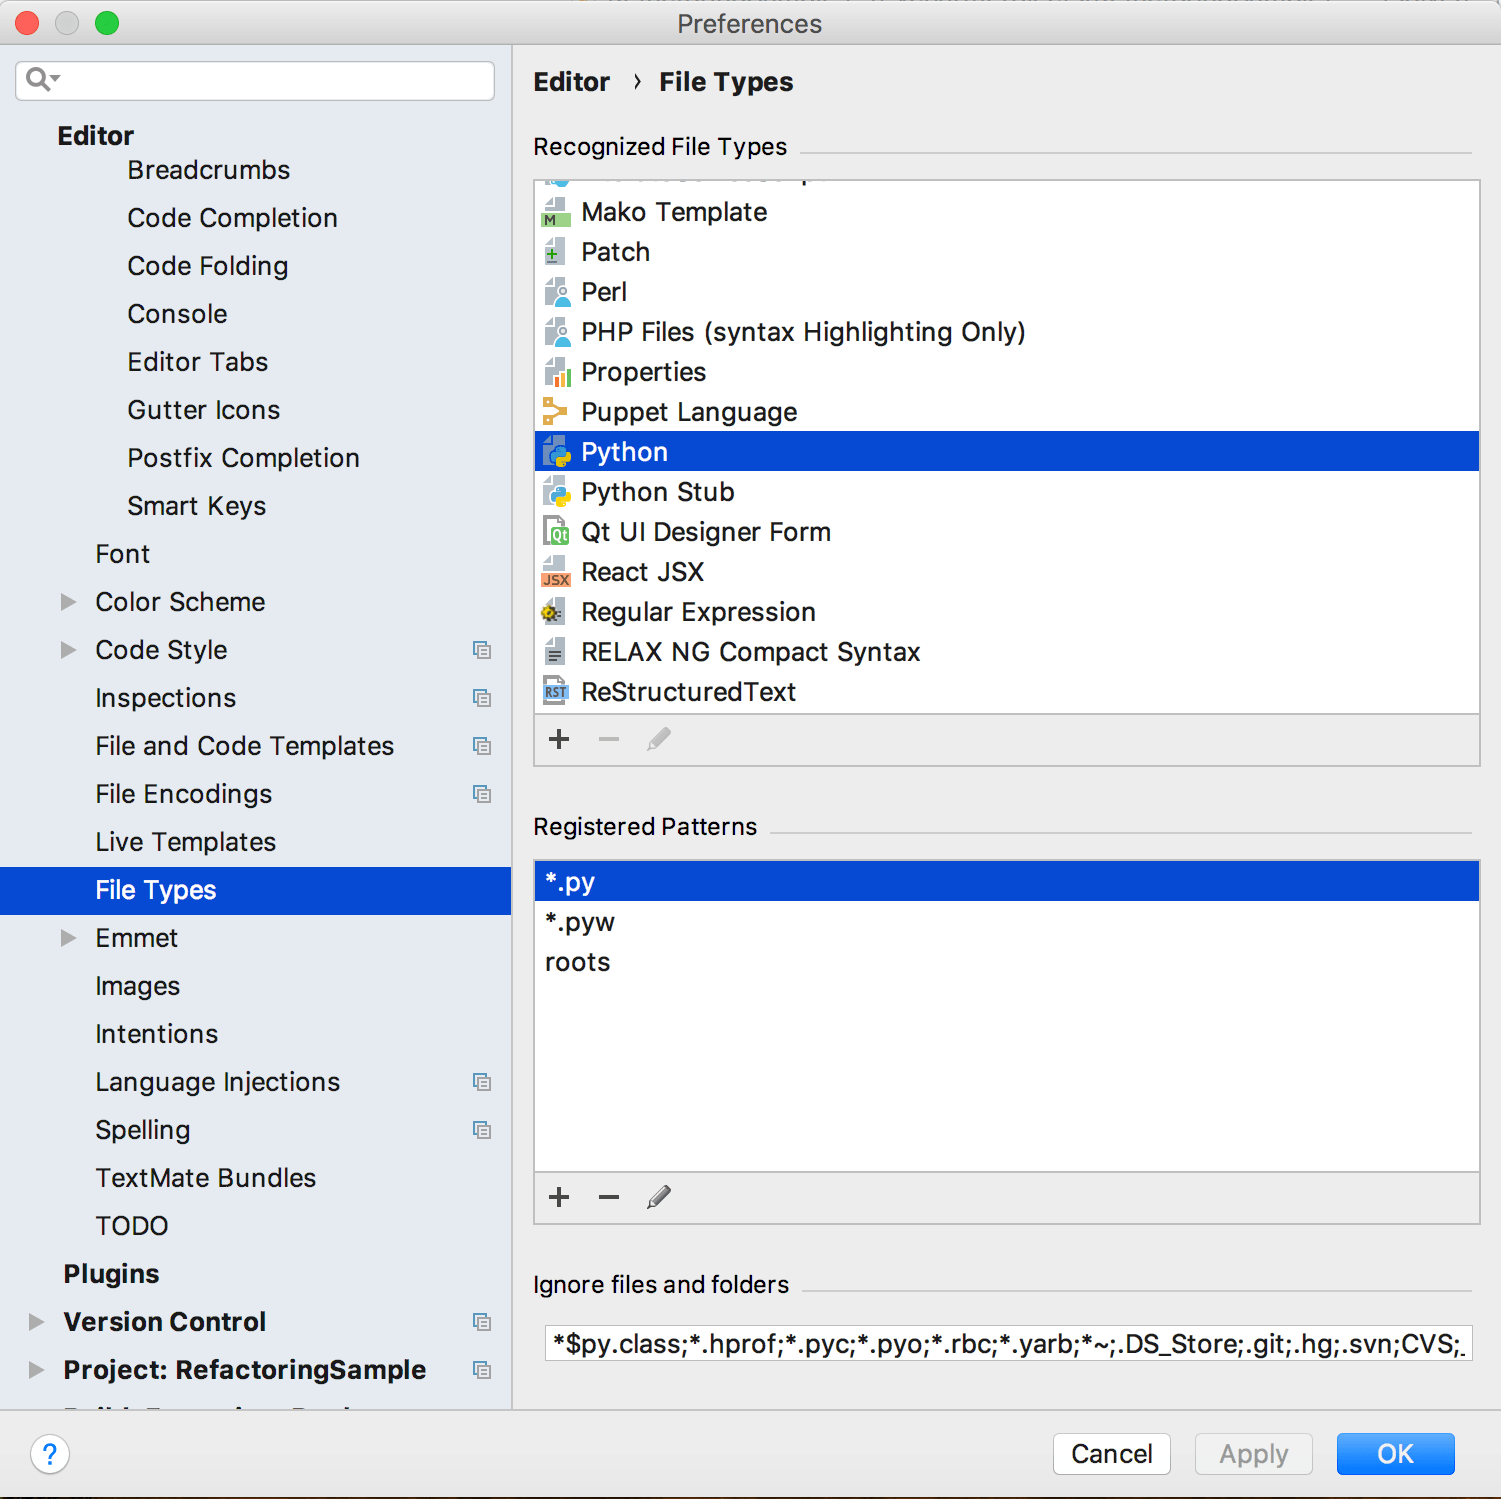 Preferences
Editor
Breadcrumbs
Code Completion
Code Folding
Console
Editor Tabs
Gutter Icons
Postfix Completion
Smart Keys
Font
Color Scheme
Code Style
Inspections
File and Code Templates
File Encodings
Live Templates
File Types
Emmet
Images
Intentions
Language Injections
Spelling
TextMate Bundles
TODO
Plugins
Version Control
Project: RefactoringSample
Editor › File Types
Recognized File Types
M Mako Template
Patch
Perl
PHP Files (syntax Highlighting Only)
Properties
Puppet Language
Python
Python Stub
Qt Qt UI Designer Form
JSX React JSX
Regular Expression
RELAX NG Compact Syntax
RST ReStructuredText
Registered Patterns
*.py
*.pyw
roots
Ignore files and folders
*$py.class;*.hprof;*.pyc;*.pyo;*.rbc;*.yarb;*~;.DS_Store;.git;.hg;.svn;CVS;_
? Cancel Apply OK